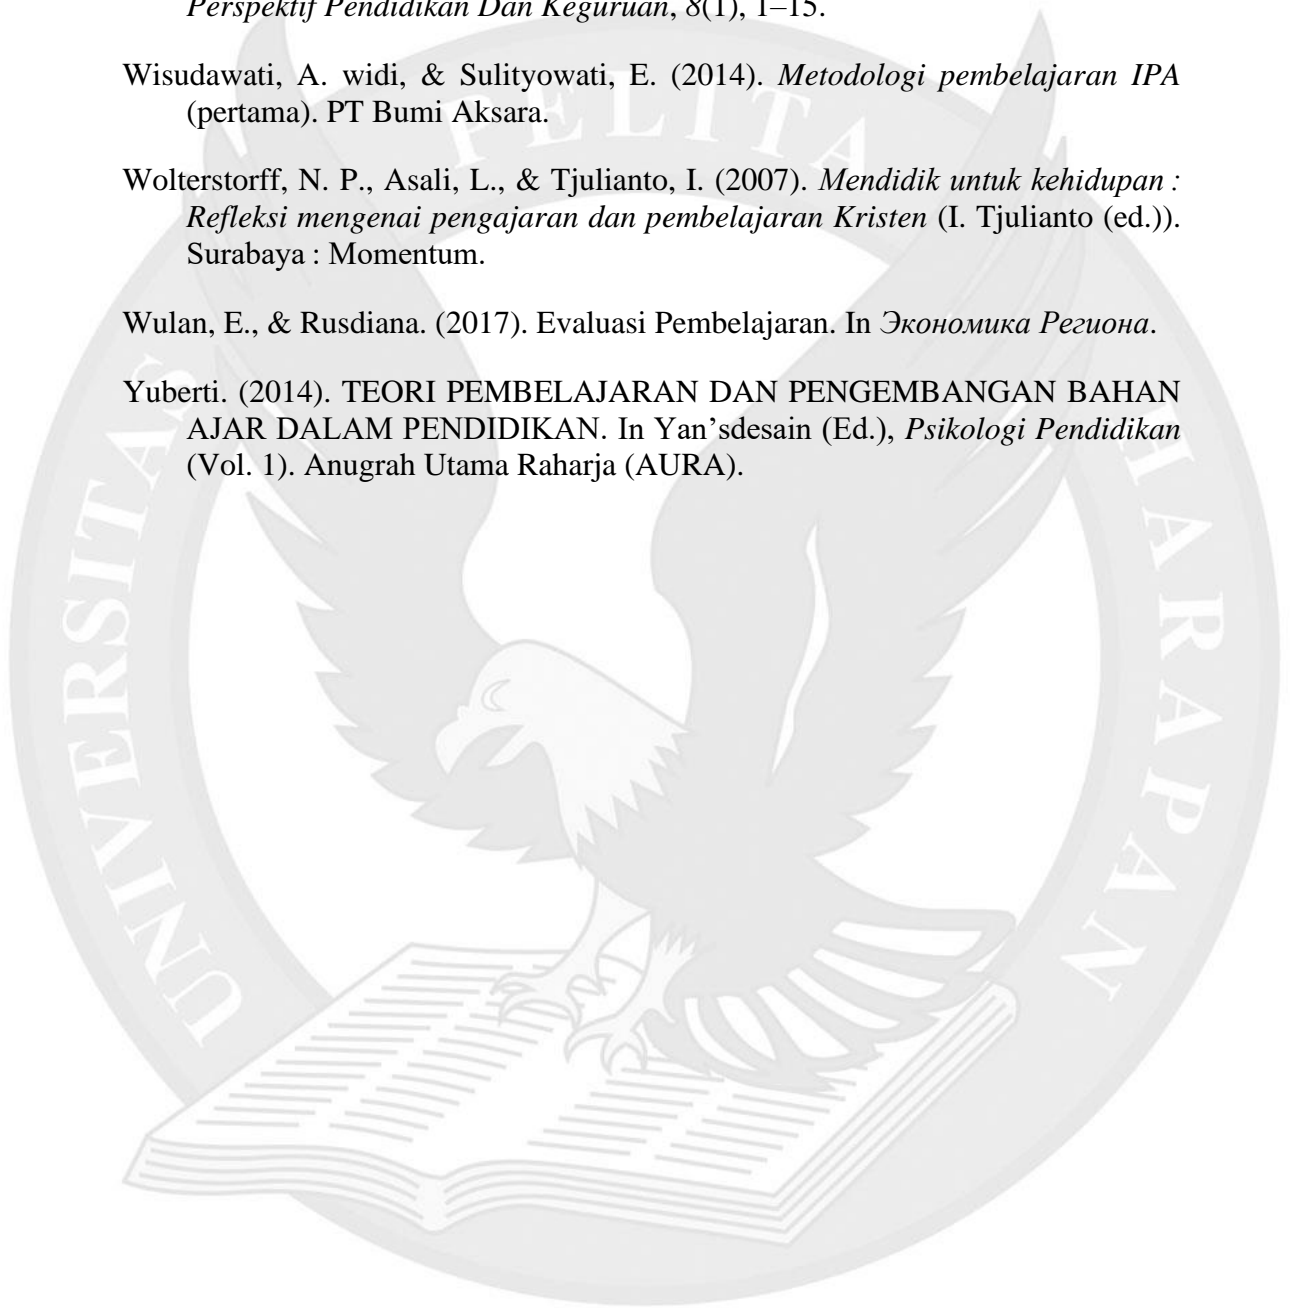 Perspektif Pendidikan Dan Keguruan, 8(1), 1–15.
Wisudawati, A. widi, & Sulityowati, E. (2014). Metodologi pembelajaran IPA
(pertama). PT Bumi Aksara.
Wolterstorff, N. P., Asali, L., & Tjulianto, I. (2007). Mendidik untuk kehidupan :
Refleksi mengenai pengajaran dan pembelajaran Kristen (I. Tjulianto (ed.)).
Surabaya : Momentum.
Wulan, E., & Rusdiana. (2017). Evaluasi Pembelajaran. In Экономика Региона.
Yuberti. (2014). TEORI PEMBELAJARAN DAN PENGEMBANGAN BAHAN
AJAR DALAM PENDIDIKAN. In Yan’sdesain (Ed.), Psikologi Pendidikan
(Vol. 1). Anugrah Utama Raharja (AURA).
UNIVERSITAS PELITA HARAPAN